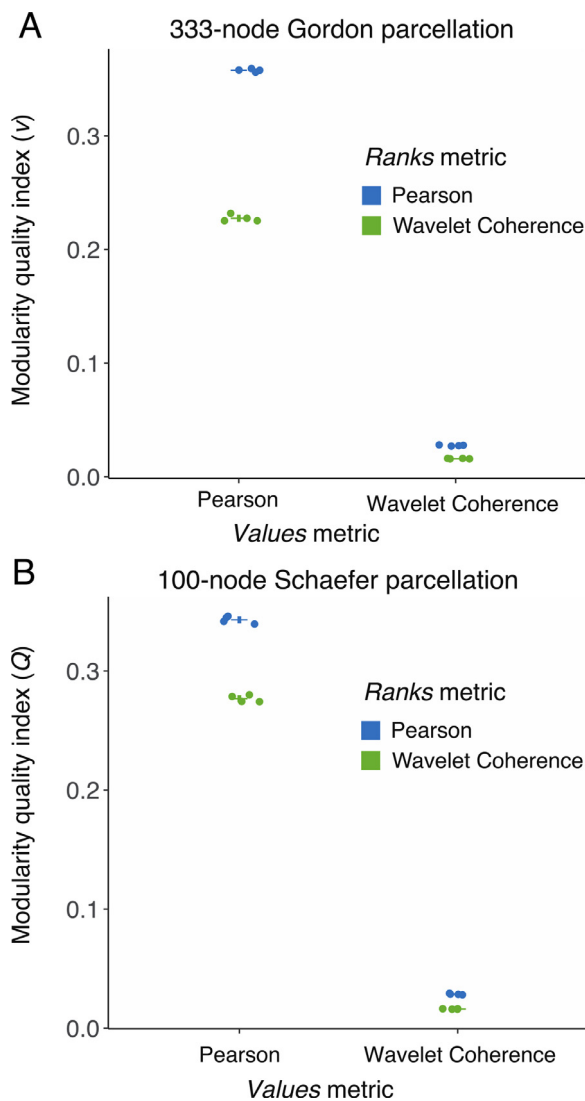 A
333-node Gordon parcellation
Modularity quality index (v)
0.3
0.2
0.1
0.0
Ranks metric
Pearson
Wavelet Coherence
Pearson
Wavelet Coherence
Values metric
B
100-node Schaefer parcellation
Modularity quality index (Q)
0.3
0.2
0.1
0.0
Ranks metric
Pearson
Wavelet Coherence
Pearson
Wavelet Coherence
Values metric